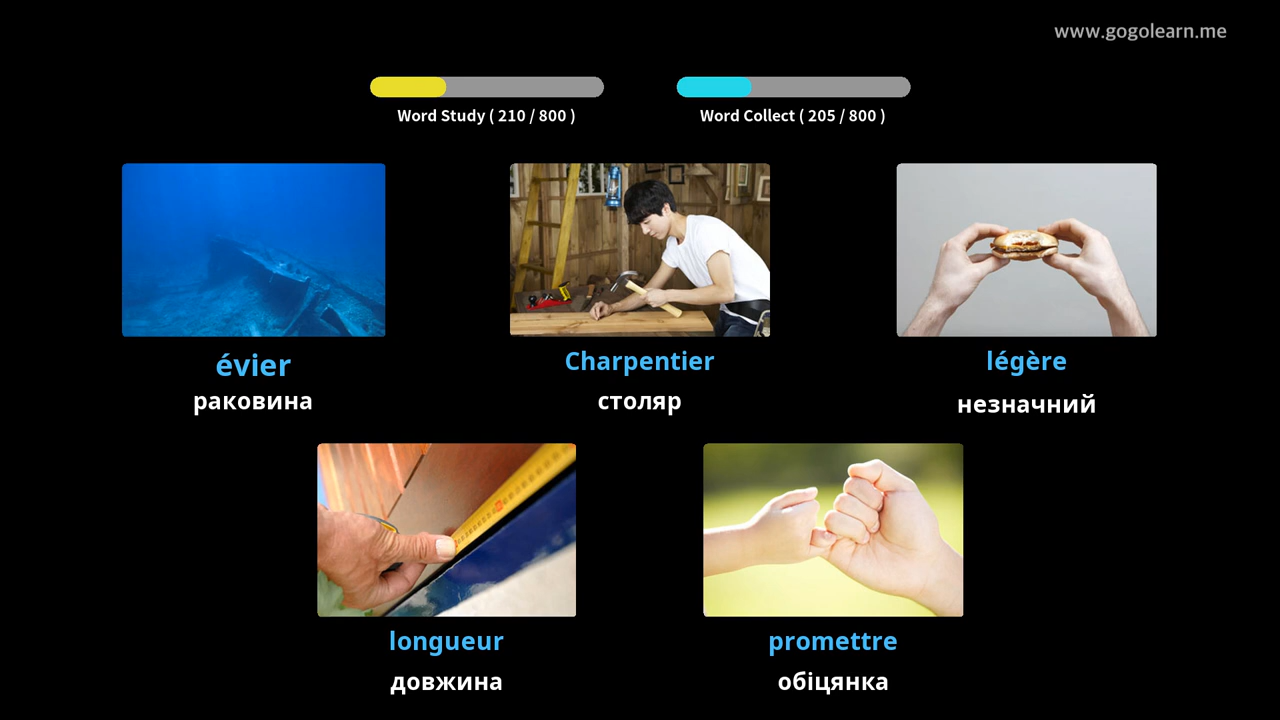 www.gogolearn.me
Word Study ( 210 / 800 )
Word Collect ( 205 / 800 )
évier
раковина
Charpentier
столяр
légère
незначний
longueur
довжина
promettre
обіцянка